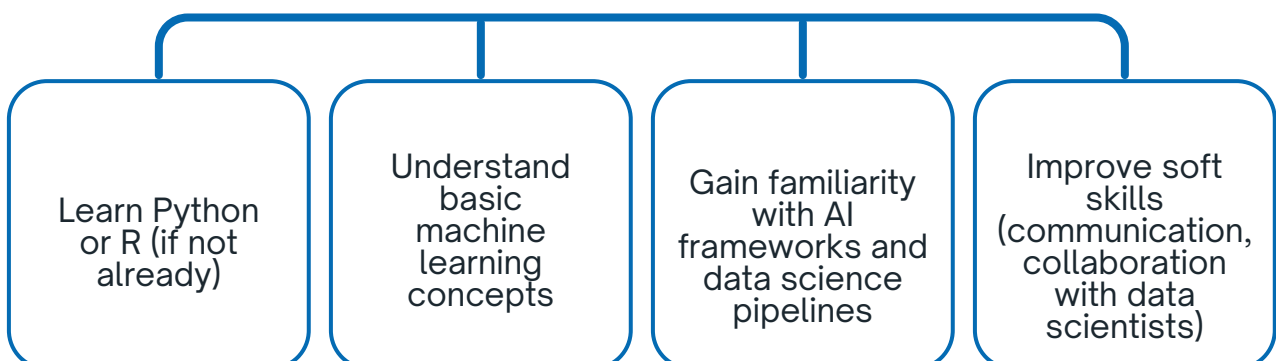 Learn Python
or R (if not
already)
Understand
basic
machine
learning
concepts
Gain familiarity
with AI
frameworks and
data science
pipelines
Improve soft
skills
(communication,
collaboration
with data
scientists)